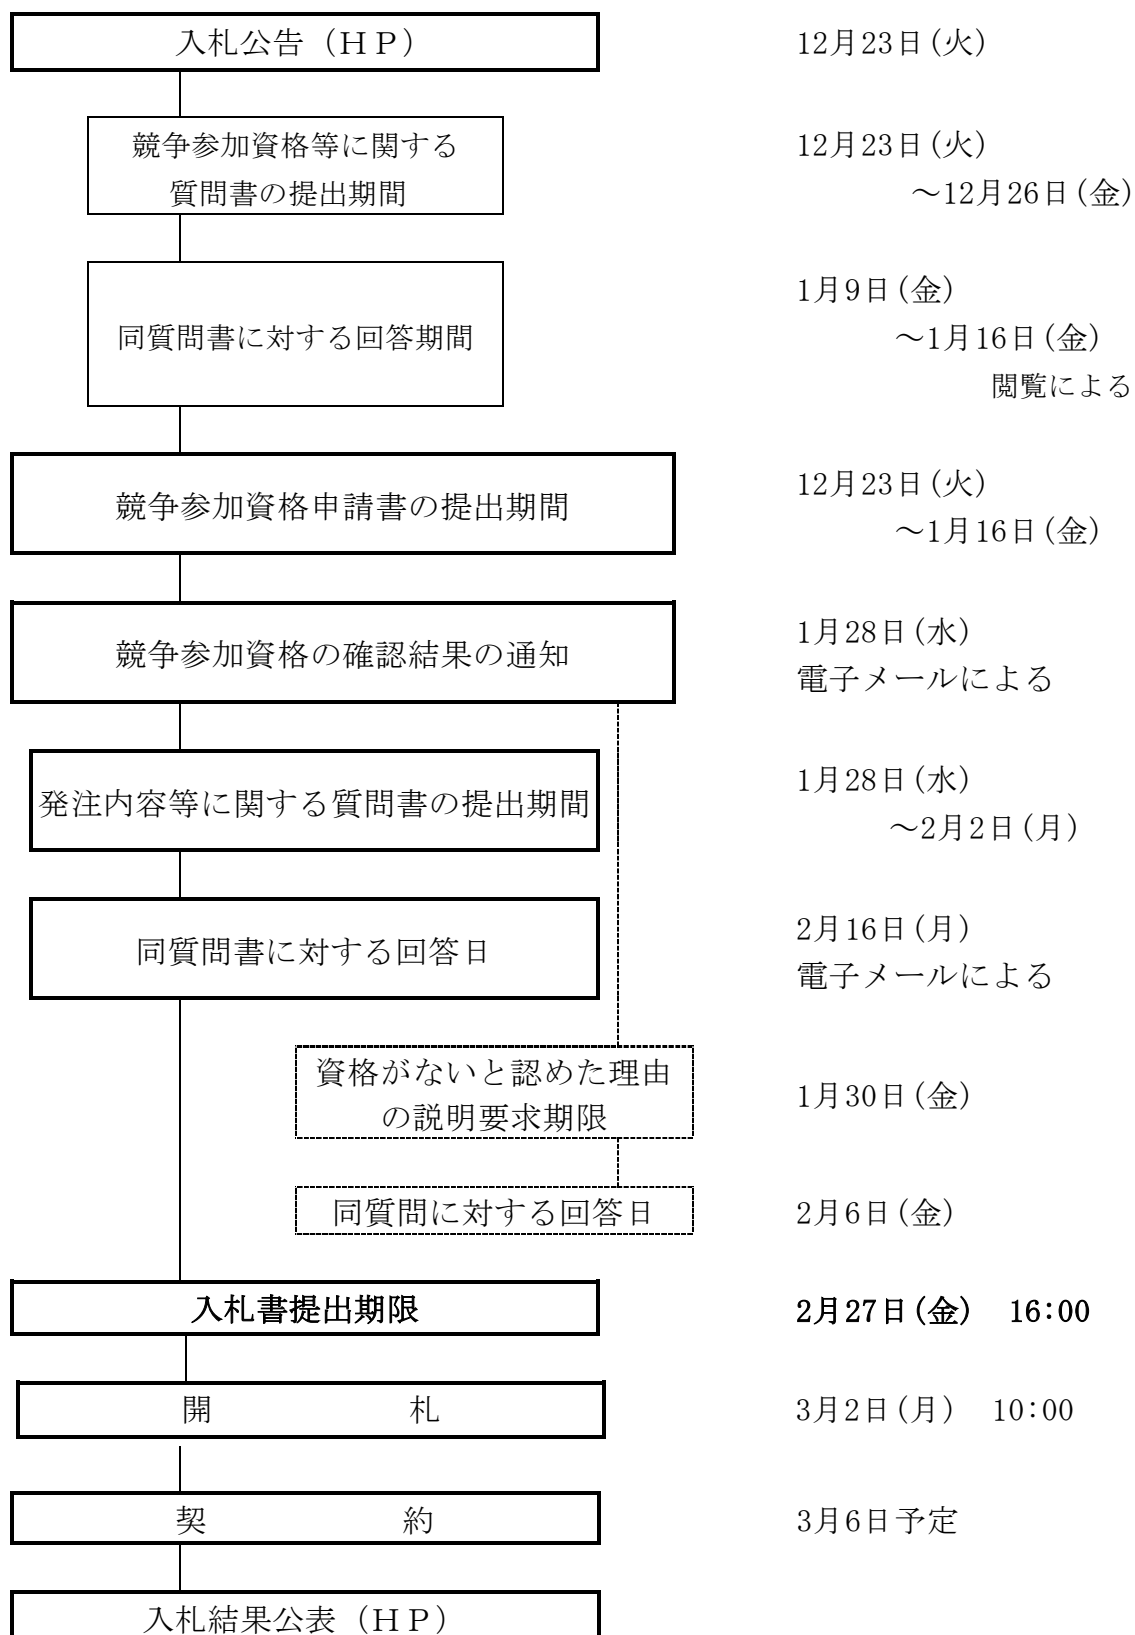 入札公告（ＨＰ）
12月23日(火)
競争参加資格等に関する
質問書の提出期間
12月23日(火)
～12月26日(金)
同質問書に対する回答期間
1月9日(金)
～1月16日(金)
閲覧による
競争参加資格申請書の提出期間
12月23日(火)
～1月16日(金)
競争参加資格の確認結果の通知
1月28日(水)
電子メールによる
発注内容等に関する質問書の提出期間
1月28日(水)
～2月2日(月)
同質問書に対する回答日
2月16日(月)
電子メールによる
資格がないと認めた理由
の説明要求期限
1月30日(金)
同質問に対する回答日
2月6日(金)
入札書提出期限
2月27日(金)　16:00
開　　　　　　札
3月2日(月)　10:00
契　　　　　　約
3月6日予定
入札結果公表（ＨＰ）